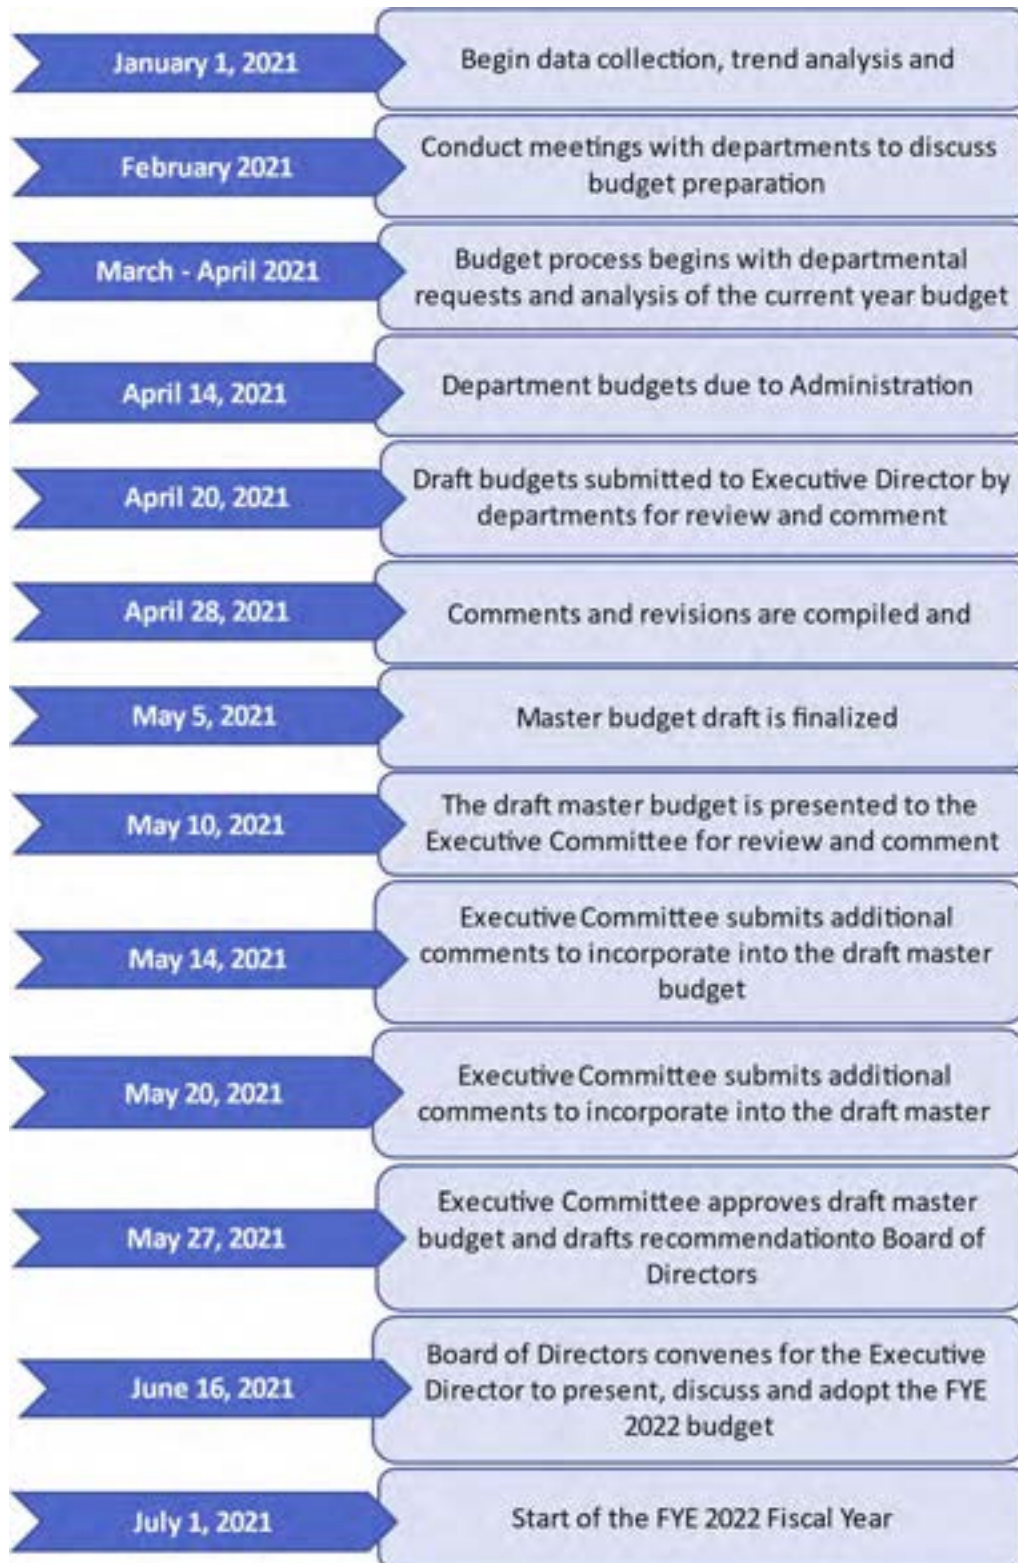 January 1, 2021
Begin data collection, trend analysis and
February 2021
Conduct meetings with departments to discuss
budget preparation
March - April 2021
Budget process begins with departmental
requests and analysis of the current year budget
April 14, 2021
Department budgets due to Administration
April 20, 2021
Draft budgets submitted to Executive Director by
departments for review and comment
April 28, 2021
Comments and revisions are compiled and
May 5, 2021
Master budget draft is finalized
May 10, 2021
The draft master budget is presented to the
Executive Committee for review and comment
May 14, 2021
Executive Committee submits additional
comments to incorporate into the draft master
budget
May 20, 2021
Executive Committee submits additional
comments to incorporate into the draft master
May 27, 2021
Executive Committee approves draft master
budget and drafts recommendationto Board of
Directors
June 16, 2021
Board of Directors convenes for the Executive
Director to present, discuss and adopt the FYE
2022 budget
July 1, 2021
Start of the FYE 2022 Fiscal Year